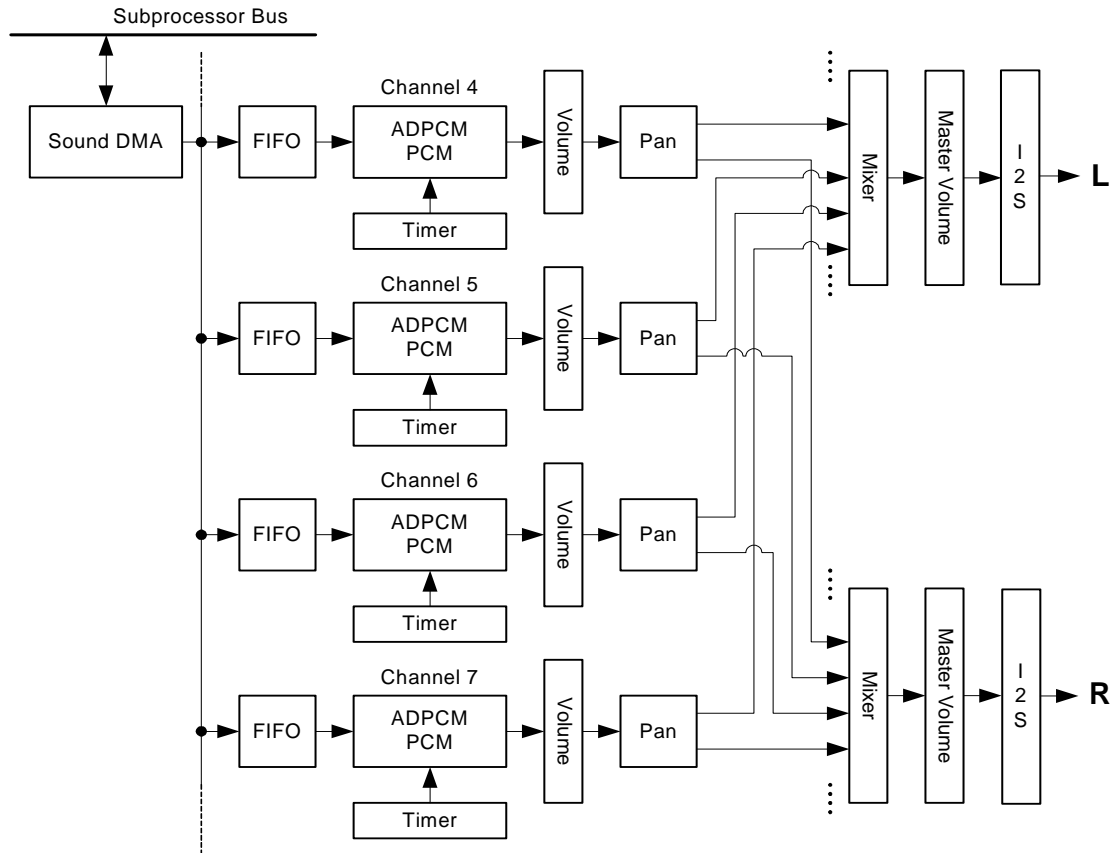 Subprocessor Bus
Sound DMA
Channel 4
FIFO
ADPCM
PCM
Volume
Pan
Timer
Channel 5
FIFO
ADPCM
PCM
Volume
Pan
Timer
Channel 6
FIFO
ADPCM
PCM
Volume
Pan
Timer
Channel 7
FIFO
ADPCM
PCM
Volume
Pan
Timer
Mixer
Master Volume
I
2
S
L
Mixer
Master Volume
I
2
S
R